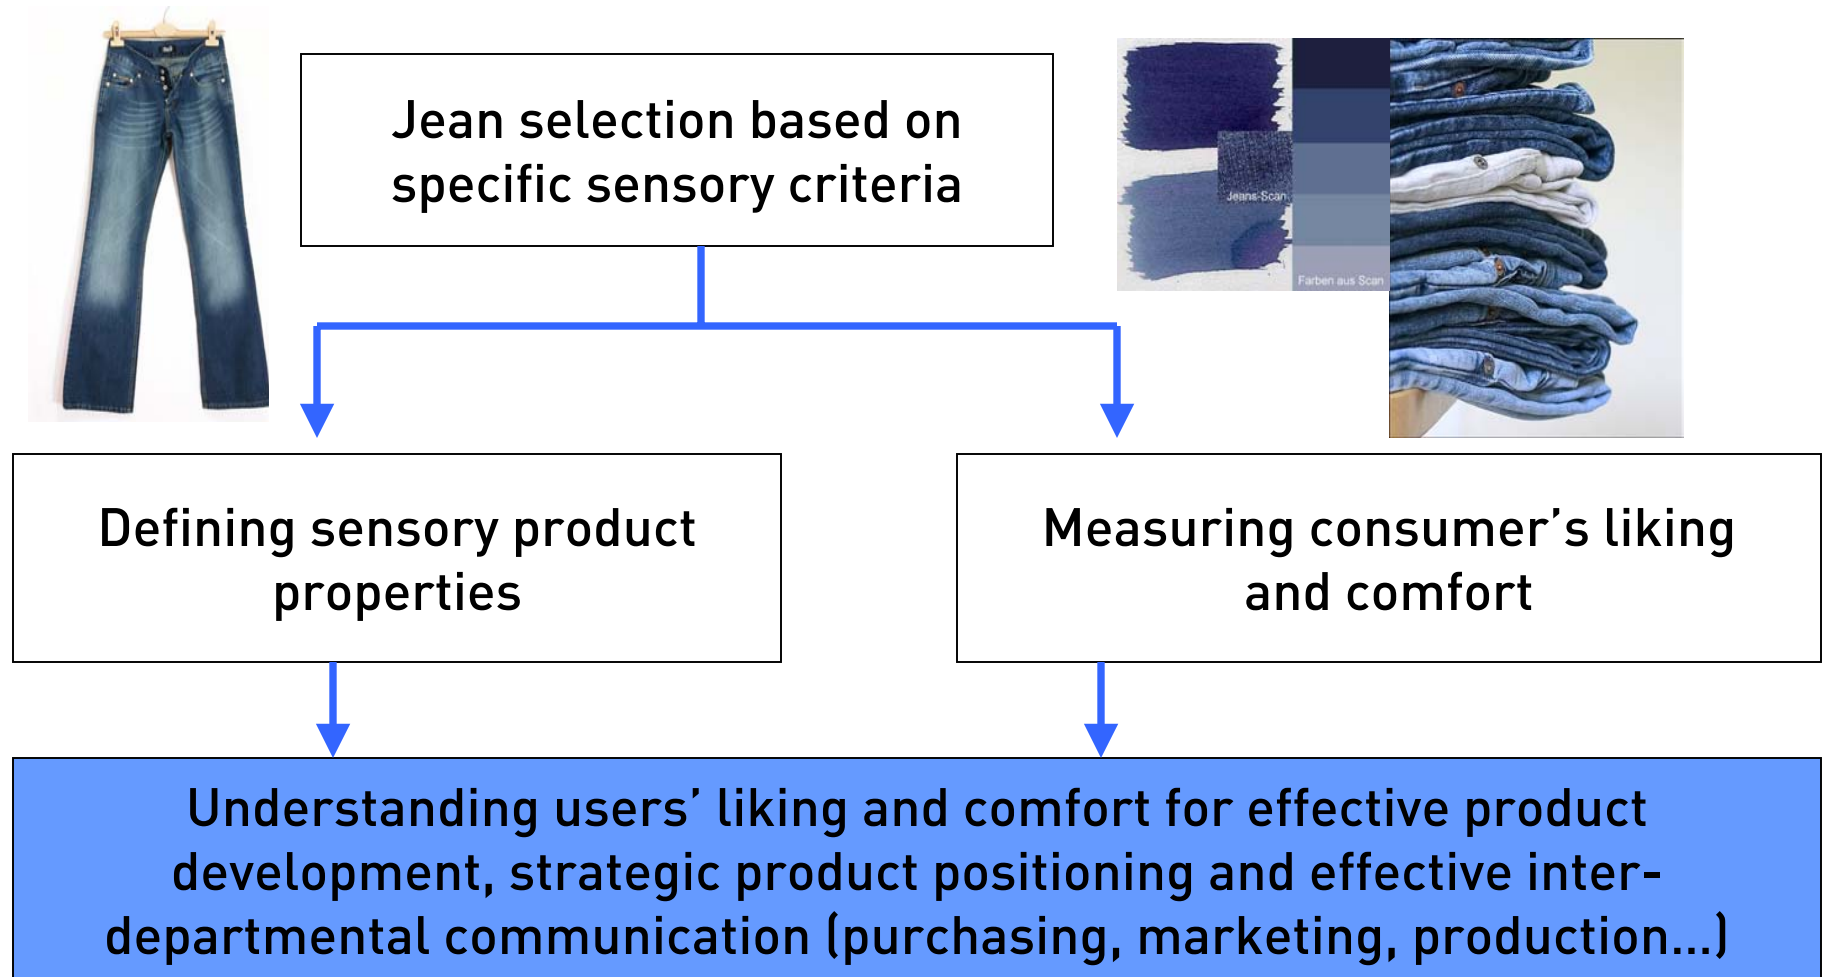 Jean selection based on
specific sensory criteria
Jeans-Scan
Farben aus Scan
Defining sensory product
properties
Measuring consumer’s liking
and comfort
Understanding users’ liking and comfort for effective product
development, strategic product positioning and effective inter-
departmental communication (purchasing, marketing, production...)